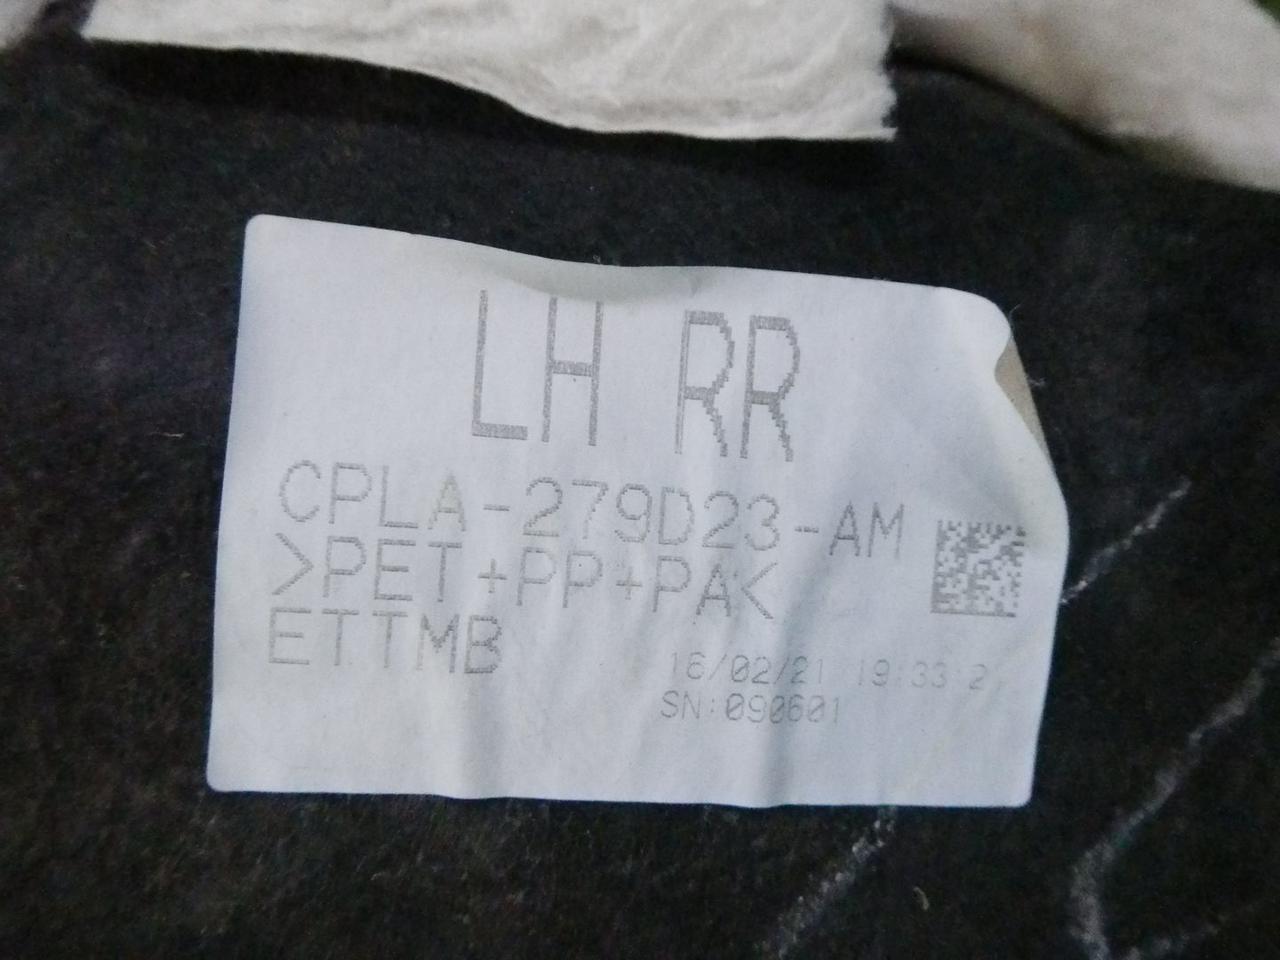 LH RR
CPLA-279D23-AM
>PET+PP+PA<
ETTMB
16/02/21 19:33:2
SN:090601